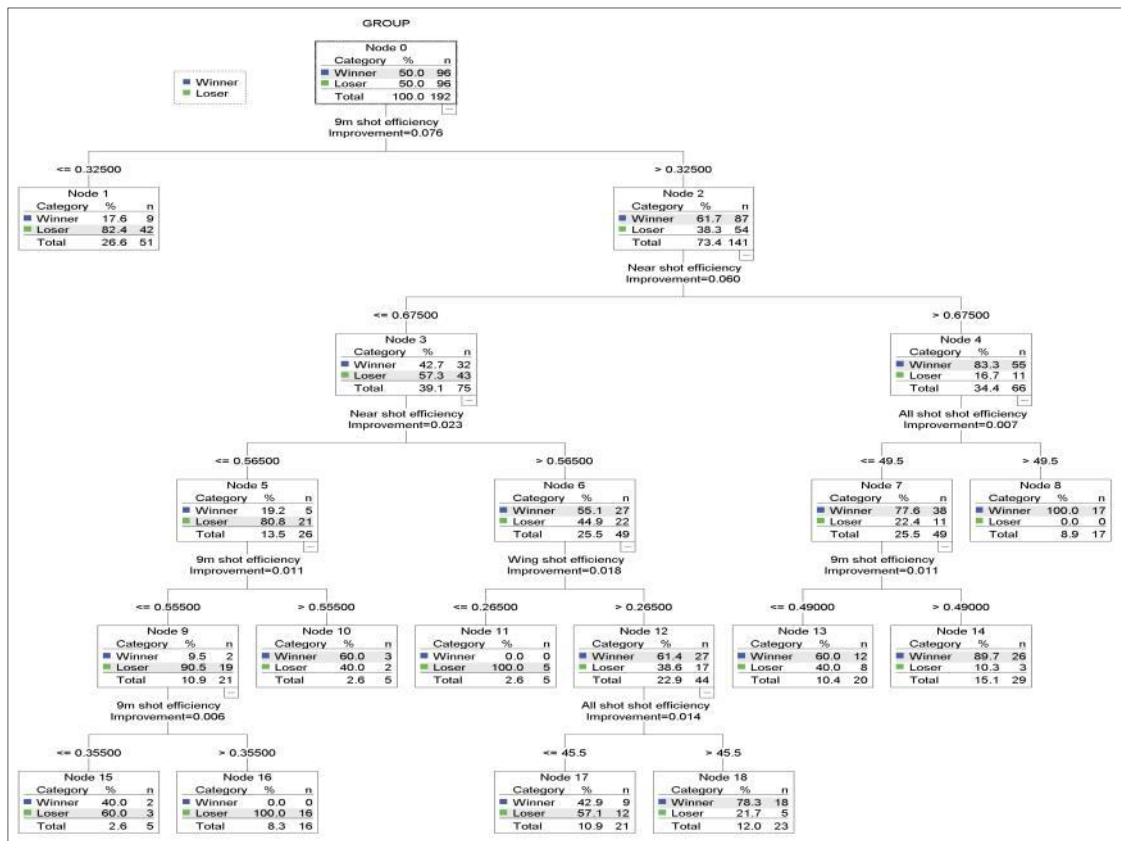 GROUP
Winner
Loser
Node 0
Category % n
Winner 50.0 96
Loser 50.0 96
Total 100.0 192
9m shot efficiency
Improvement=0.076
<= 0.32500
> 0.32500
Node 1
Category % n
Winner 17.6 9
Loser 82.4 42
Total 26.6 51
Node 2
Category % n
Winner 61.7 87
Loser 38.3 54
Total 73.4 141
Near shot efficiency
Improvement=0.060
<= 0.67500
> 0.67500
Node 3
Category % n
Winner 42.7 32
Loser 57.3 43
Total 39.1 75
Near shot efficiency
Improvement=0.023
Node 4
Category % n
Winner 83.3 55
Loser 16.7 11
Total 34.4 66
All shot shot efficiency
Improvement=0.007
<= 0.56500
> 0.56500
<= 49.5
> 49.5
Node 5
Category % n
Winner 19.2 5
Loser 80.8 21
Total 13.5 26
9m shot efficiency
Improvement=0.011
Node 6
Category % n
Winner 55.1 27
Loser 44.9 22
Total 25.5 49
Wing shot efficiency
Improvement=0.018
Node 7
Category % n
Winner 77.6 38
Loser 22.4 11
Total 25.5 49
9m shot efficiency
Improvement=0.011
Node 8
Category % n
Winner 100.0 17
Loser 0.0 0
Total 8.9 17
<= 0.55500
> 0.55500
<= 0.26500
> 0.26500
<= 0.49000
> 0.49000
Node 9
Category % n
Winner 9.5 2
Loser 90.5 19
Total 10.9 21
9m shot efficiency
Improvement=0.006
Node 10
Category % n
Winner 60.0 3
Loser 40.0 2
Total 2.6 5
Node 11
Category % n
Winner 0.0 0
Loser 100.0 5
Total 2.6 5
Node 12
Category % n
Winner 61.4 27
Loser 38.6 17
Total 22.9 44
All shot shot efficiency
Improvement=0.014
Node 13
Category % n
Winner 60.0 12
Loser 40.0 8
Total 10.4 20
Node 14
Category % n
Winner 89.7 26
Loser 10.3 3
Total 15.1 29
<= 0.35500
> 0.35500
<= 45.5
> 45.5
Node 15
Category % n
Winner 40.0 2
Loser 60.0 3
Total 2.6 5
Node 16
Category % n
Winner 0.0 0
Loser 100.0 16
Total 8.3 16
Node 17
Category % n
Winner 42.9 9
Loser 57.1 12
Total 10.9 21
Node 18
Category % n
Winner 78.3 18
Loser 21.7 5
Total 12.0 23